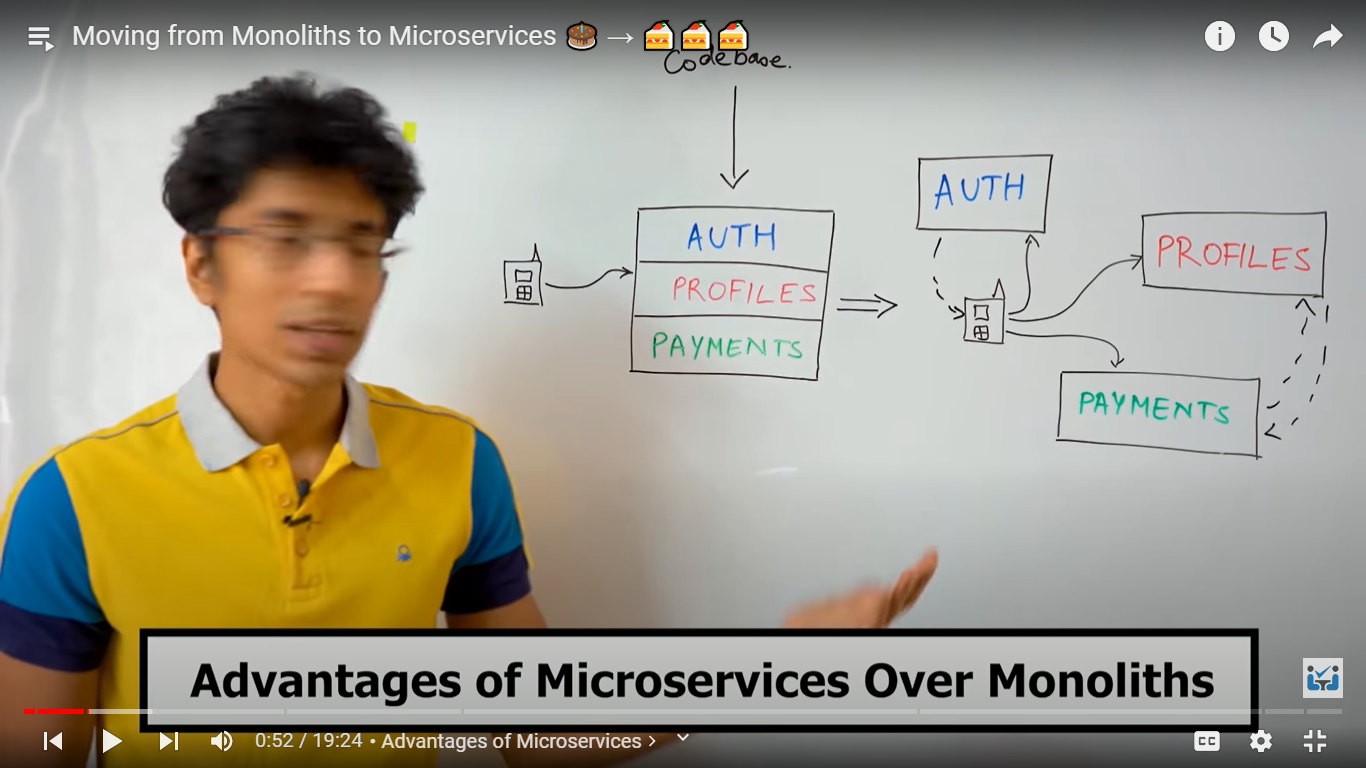 Moving from Monoliths to Microservices 🎂 → 🍰🍰🍰
Codebase.
AUTH
PROFILES
PAYMENTS
AUTH
PROFILES
PAYMENTS
Advantages of Microservices Over Monoliths
0:52 / 19:24 • Advantages of Microservices >
CC